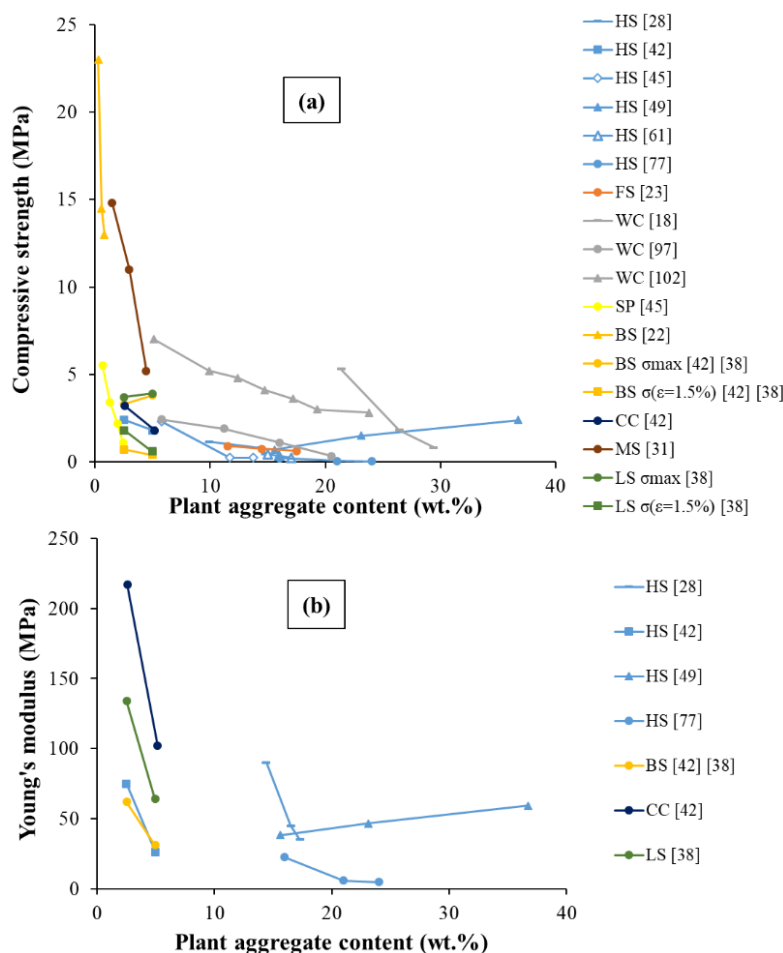 25
20
15
10
5
0
Compressive strength (MPa)
(a)
0 10 20 30 40
Plant aggregate content (wt.%)
HS [28]
HS [42]
HS [45]
HS [49]
HS [61]
HS [77]
FS [23]
WC [18]
WC [97]
WC [102]
SP [45]
BS [22]
BS σmax [42] [38]
BS σ(ε=1.5%) [42] [38]
CC [42]
MS [31]
LS σmax [38]
LS σ(ε=1.5%) [38]
250
200
150
100
50
0
Young's modulus (MPa)
(b)
0 10 20 30 40
Plant aggregate content (wt.%)
HS [28]
HS [42]
HS [49]
HS [77]
BS [42] [38]
CC [42]
LS [38]